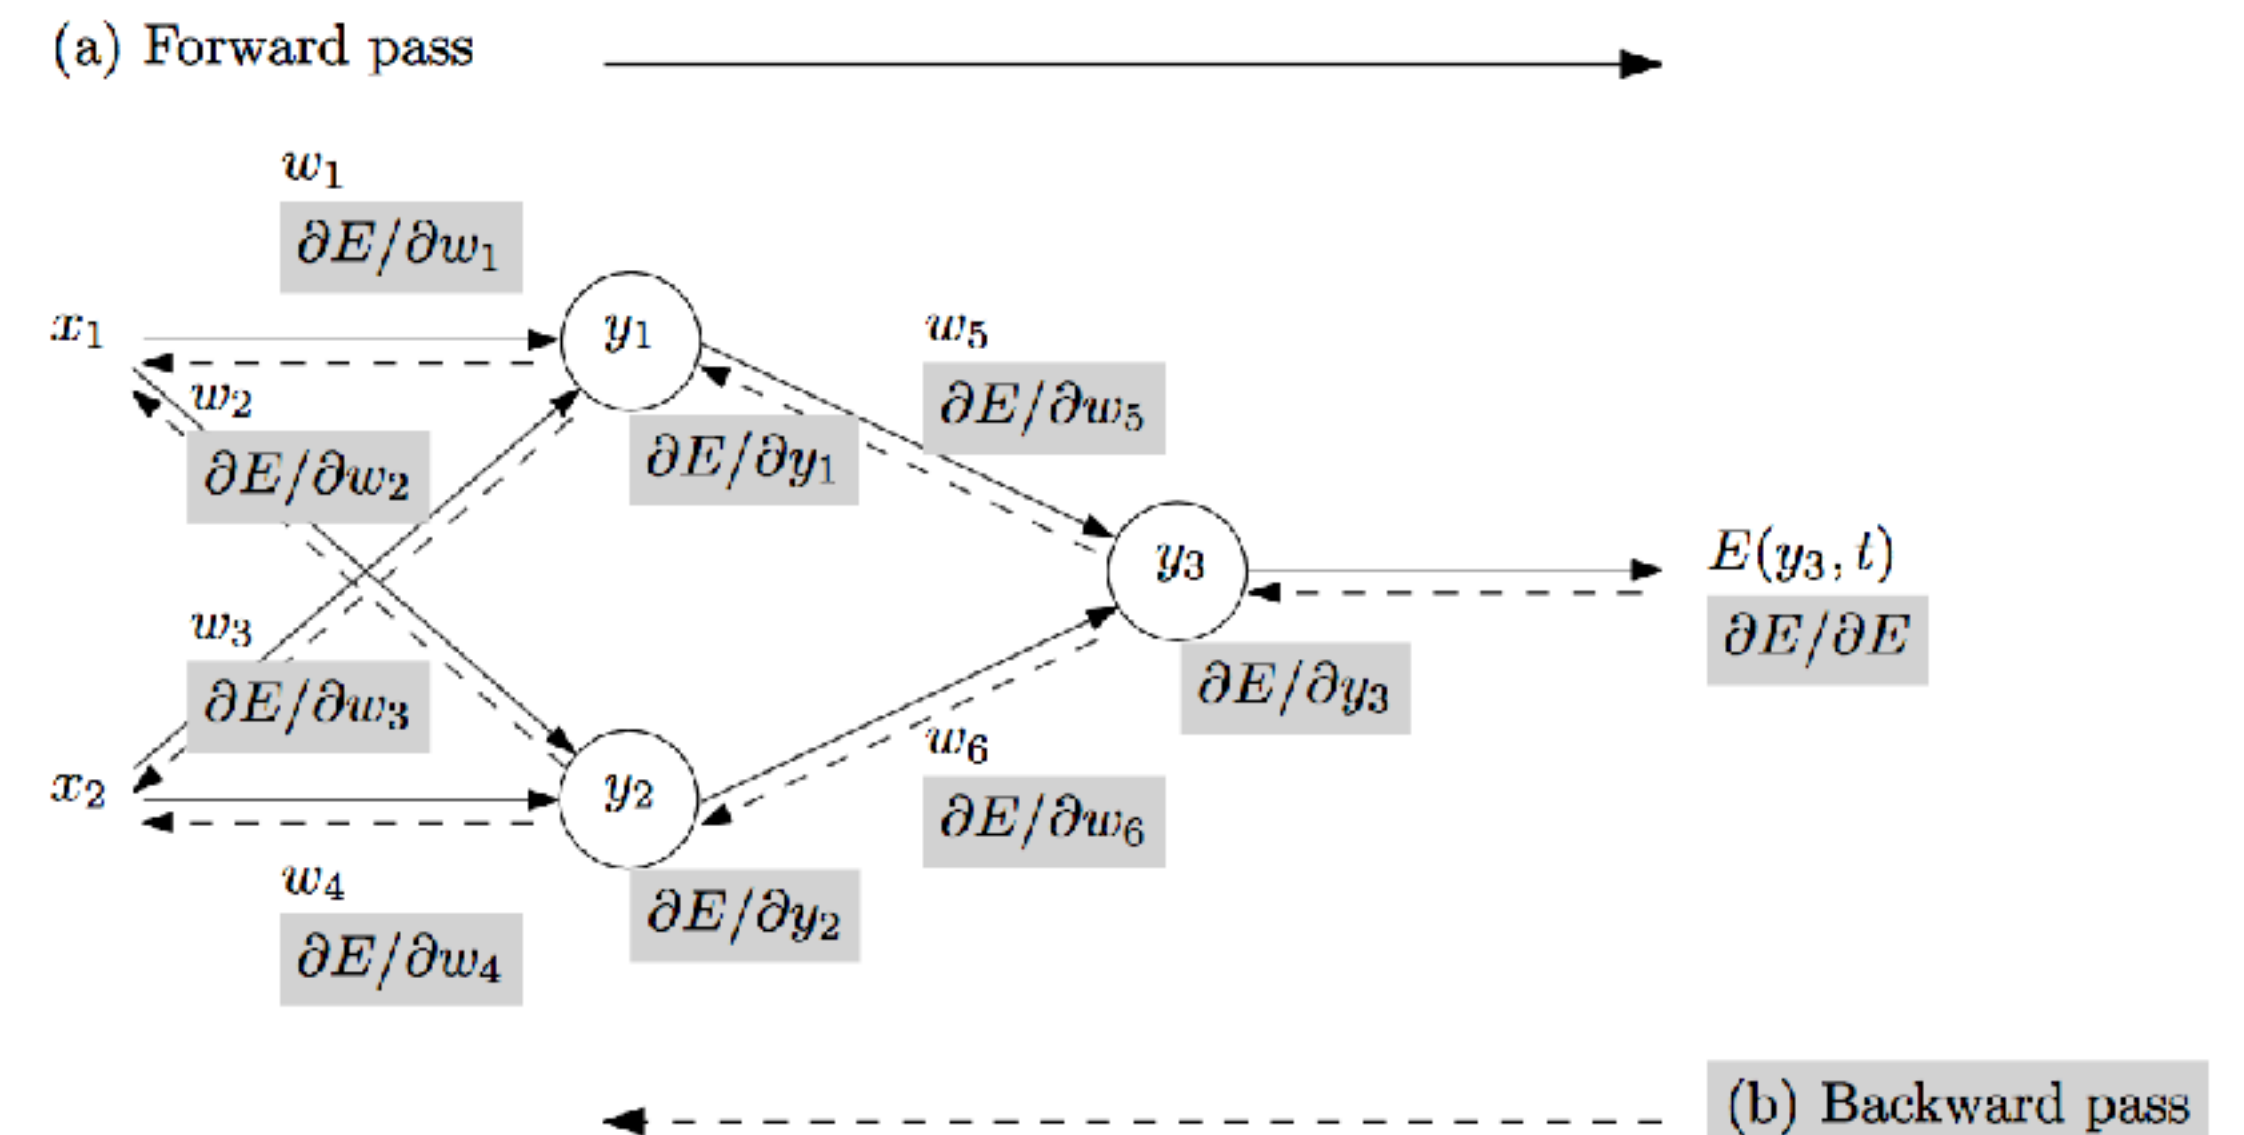 (a) Forward pass
w₁
∂E/∂w₁
x₁
y₁
w₅
w₂
∂E/∂w₅
∂E/∂y₁
∂E/∂w₂
y₃
E(y₃, t)
w₃
∂E/∂E
∂E/∂w₃
∂E/∂y₃
w₆
x₂
y₂
∂E/∂w₆
w₄
∂E/∂y₂
∂E/∂w₄
(b) Backward pass